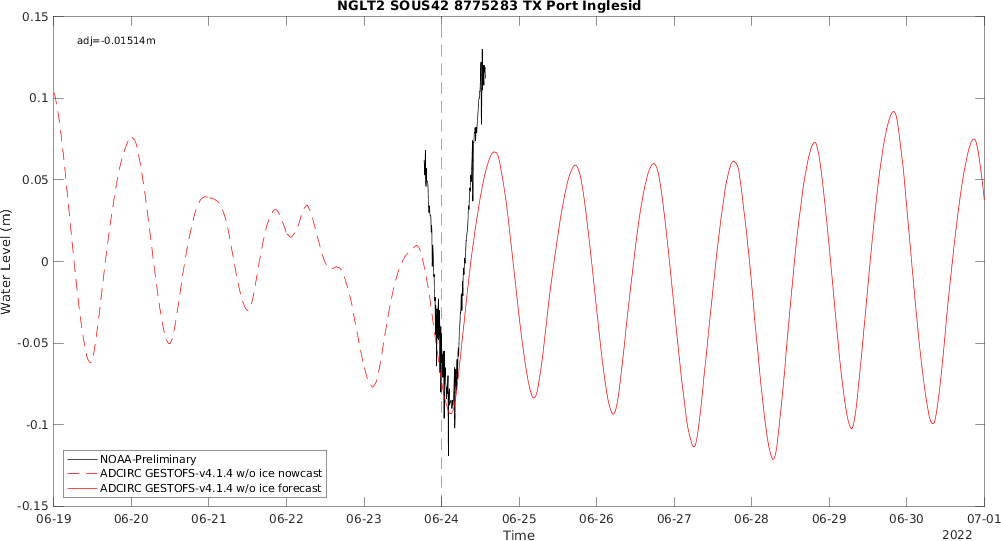 NGLT2 SOUS42 8775283 TX Port Inglesid
adj=-0.01514m
0.15
0.1
0.05
0
-0.05
-0.1
-0.15
Water Level (m)
NOAA-Preliminary
ADCIRC GESTOFS-v4.1.4 w/o ice nowcast
ADCIRC GESTOFS-v4.1.4 w/o ice forecast
06-19 06-20 06-21 06-22 06-23 06-24 06-25 06-26 06-27 06-28 06-29 06-30 07-01
Time
2022